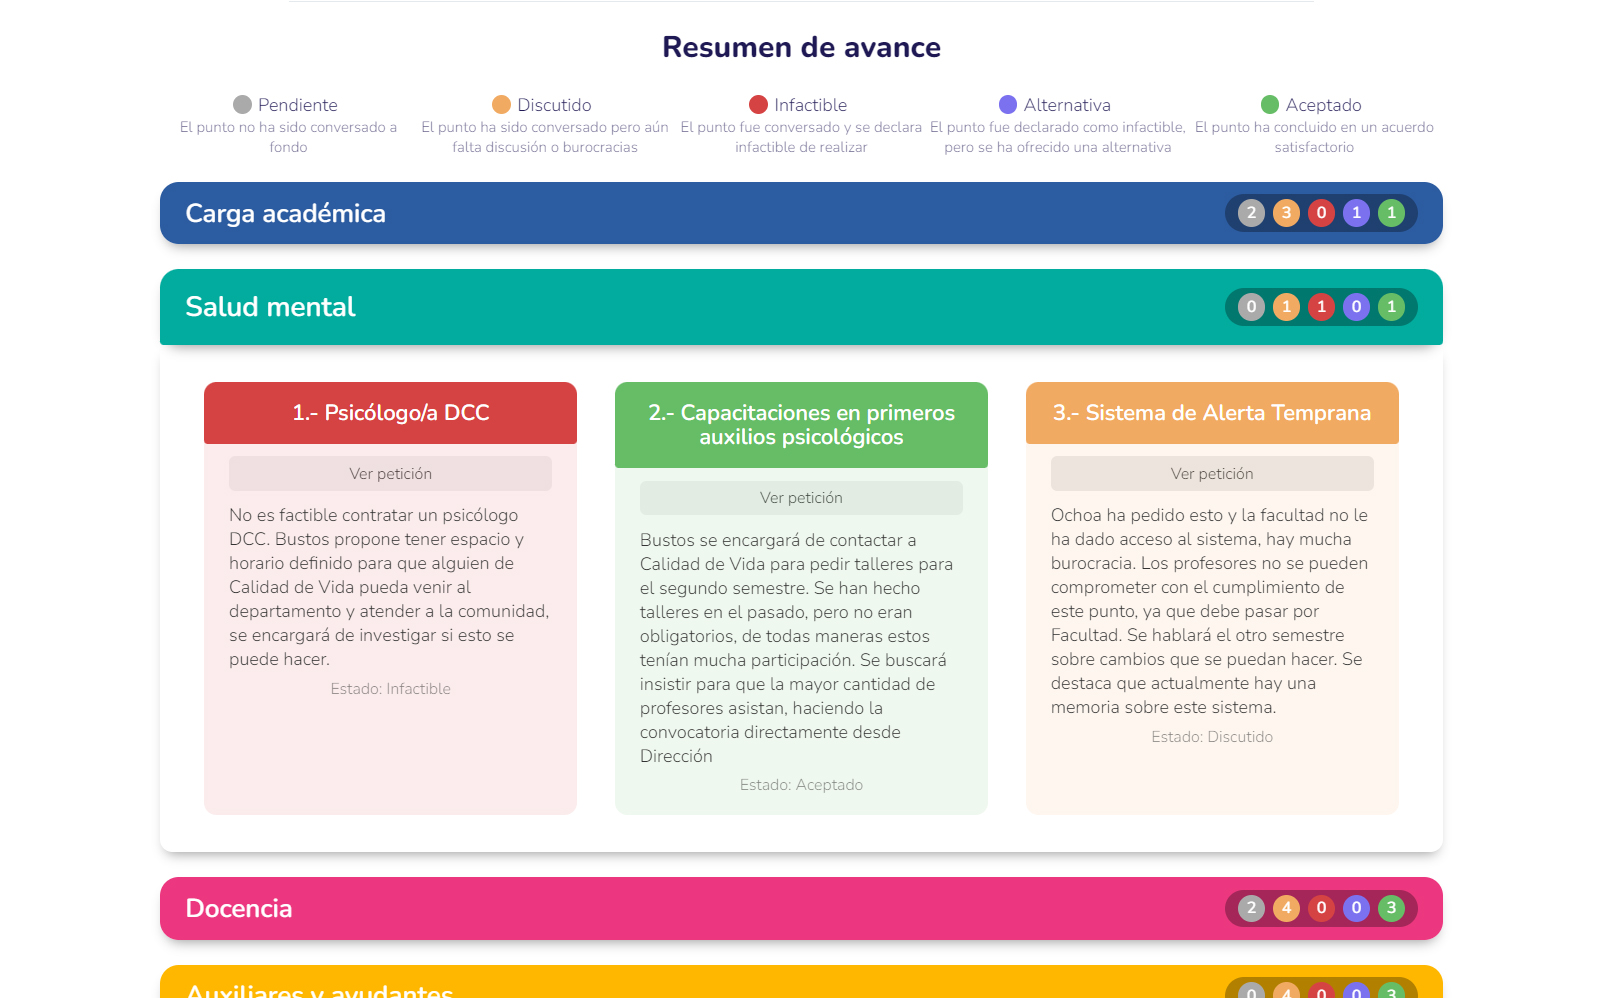 Resumen de avance
Pendiente
El punto no ha sido conversado a
fondo
Discutido
El punto ha sido conversado pero aún
falta discusión o burocracias
Infactible
El punto fue conversado y se declara
infactible de realizar
Alternativa
El punto fue declarado como infactible,
pero se ha ofrecido una alternativa
Aceptado
El punto ha concluido en un acuerdo
satisfactorio
Carga académica
2 3 0 1 1
Salud mental
0 1 1 0 1
1.- Psicólogo/a DCC
Ver petición
No es factible contratar un psicólogo
DCC. Bustos propone tener espacio y
horario definido para que alguien de
Calidad de Vida pueda venir al
departamento y atender a la comunidad,
se encargará de investigar si esto se
puede hacer.
Estado: Infactible
2.- Capacitaciones en primeros
auxilios psicológicos
Ver petición
Bustos se encargará de contactar a
Calidad de Vida para pedir talleres para
el segundo semestre. Se han hecho
talleres en el pasado, pero no eran
obligatorios, de todas maneras estos
tenían mucha participación. Se buscará
insistir para que la mayor cantidad de
profesores asistan, haciendo la
convocatoria directamente desde
Dirección
Estado: Aceptado
3.- Sistema de Alerta Temprana
Ver petición
Ochoa ha pedido esto y la facultad no le
ha dado acceso al sistema, hay mucha
burocracia. Los profesores no se pueden
comprometer con el cumplimiento de
este punto, ya que debe pasar por
Facultad. Se hablará el otro semestre
sobre cambios que se puedan hacer. Se
destaca que actualmente hay una
memoria sobre este sistema.
Estado: Discutido
Docencia
2 4 0 0 3
Auxiliares y ayudantes
0 4 0 0 3